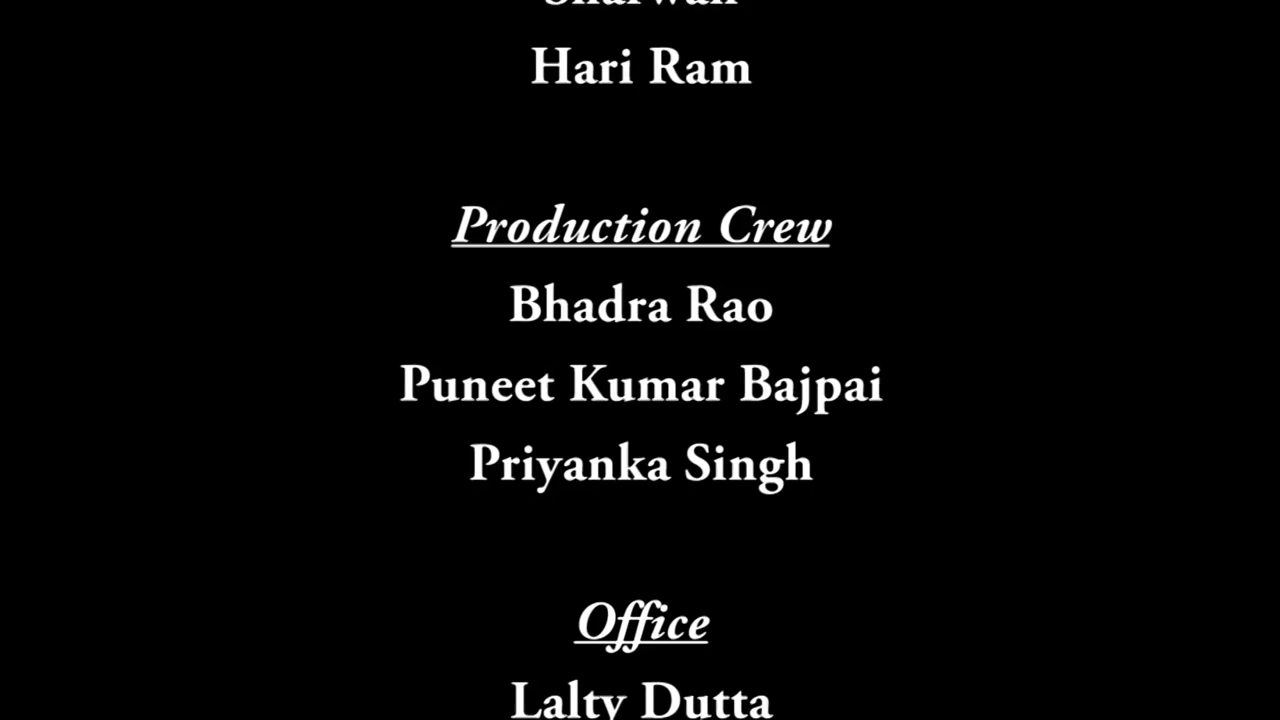 Hari Ram
Production Crew
Bhadra Rao
Puneet Kumar Bajpai
Priyanka Singh
Office
Lalty Dutta